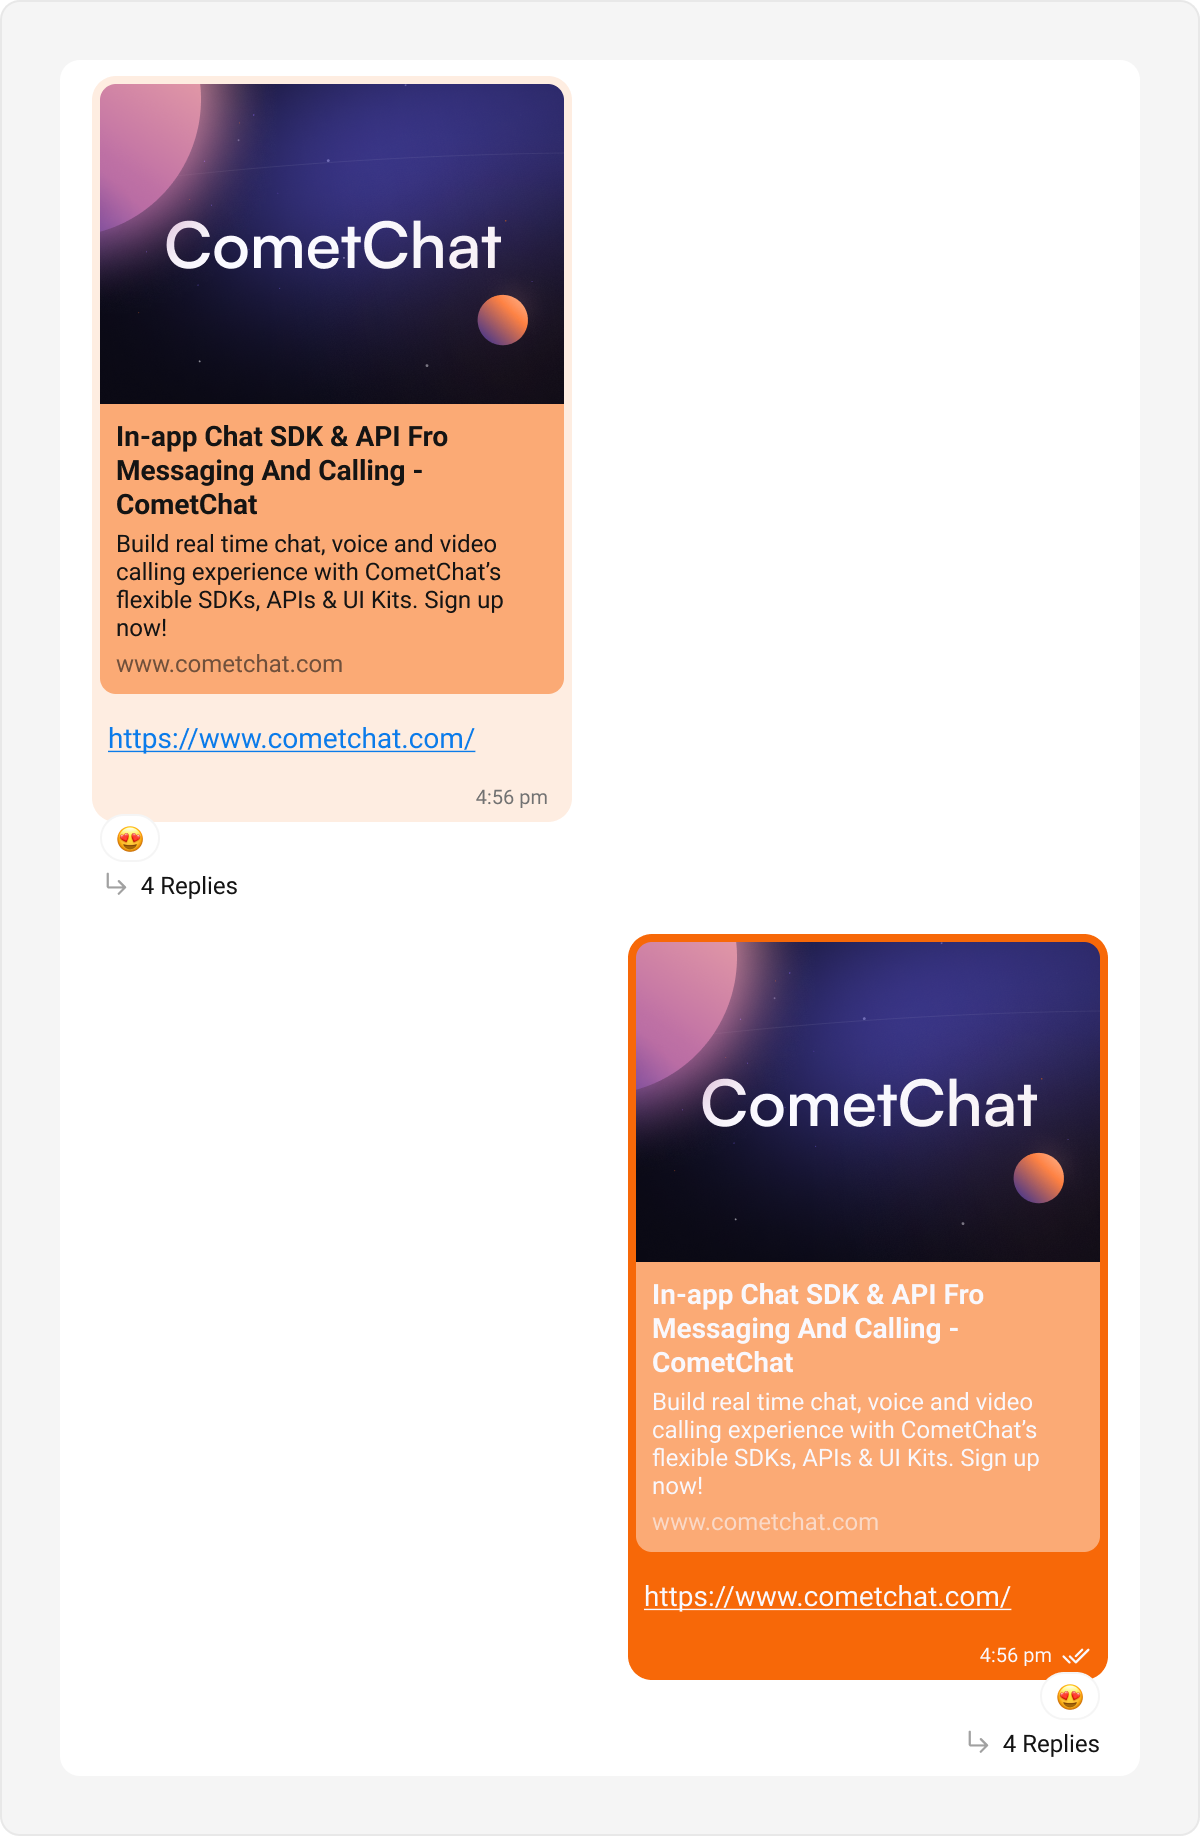 CometChat
In-app Chat SDK & API Fro
Messaging And Calling -
CometChat
Build real time chat, voice and video
calling experience with CometChat’s
flexible SDKs, APIs & UI Kits. Sign up
now!
www.cometchat.com
https://www.cometchat.com/
4:56 pm
4 Replies
CometChat
In-app Chat SDK & API Fro
Messaging And Calling -
CometChat
Build real time chat, voice and video
calling experience with CometChat’s
flexible SDKs, APIs & UI Kits. Sign up
now!
www.cometchat.com
https://www.cometchat.com/
4:56 pm
4 Replies